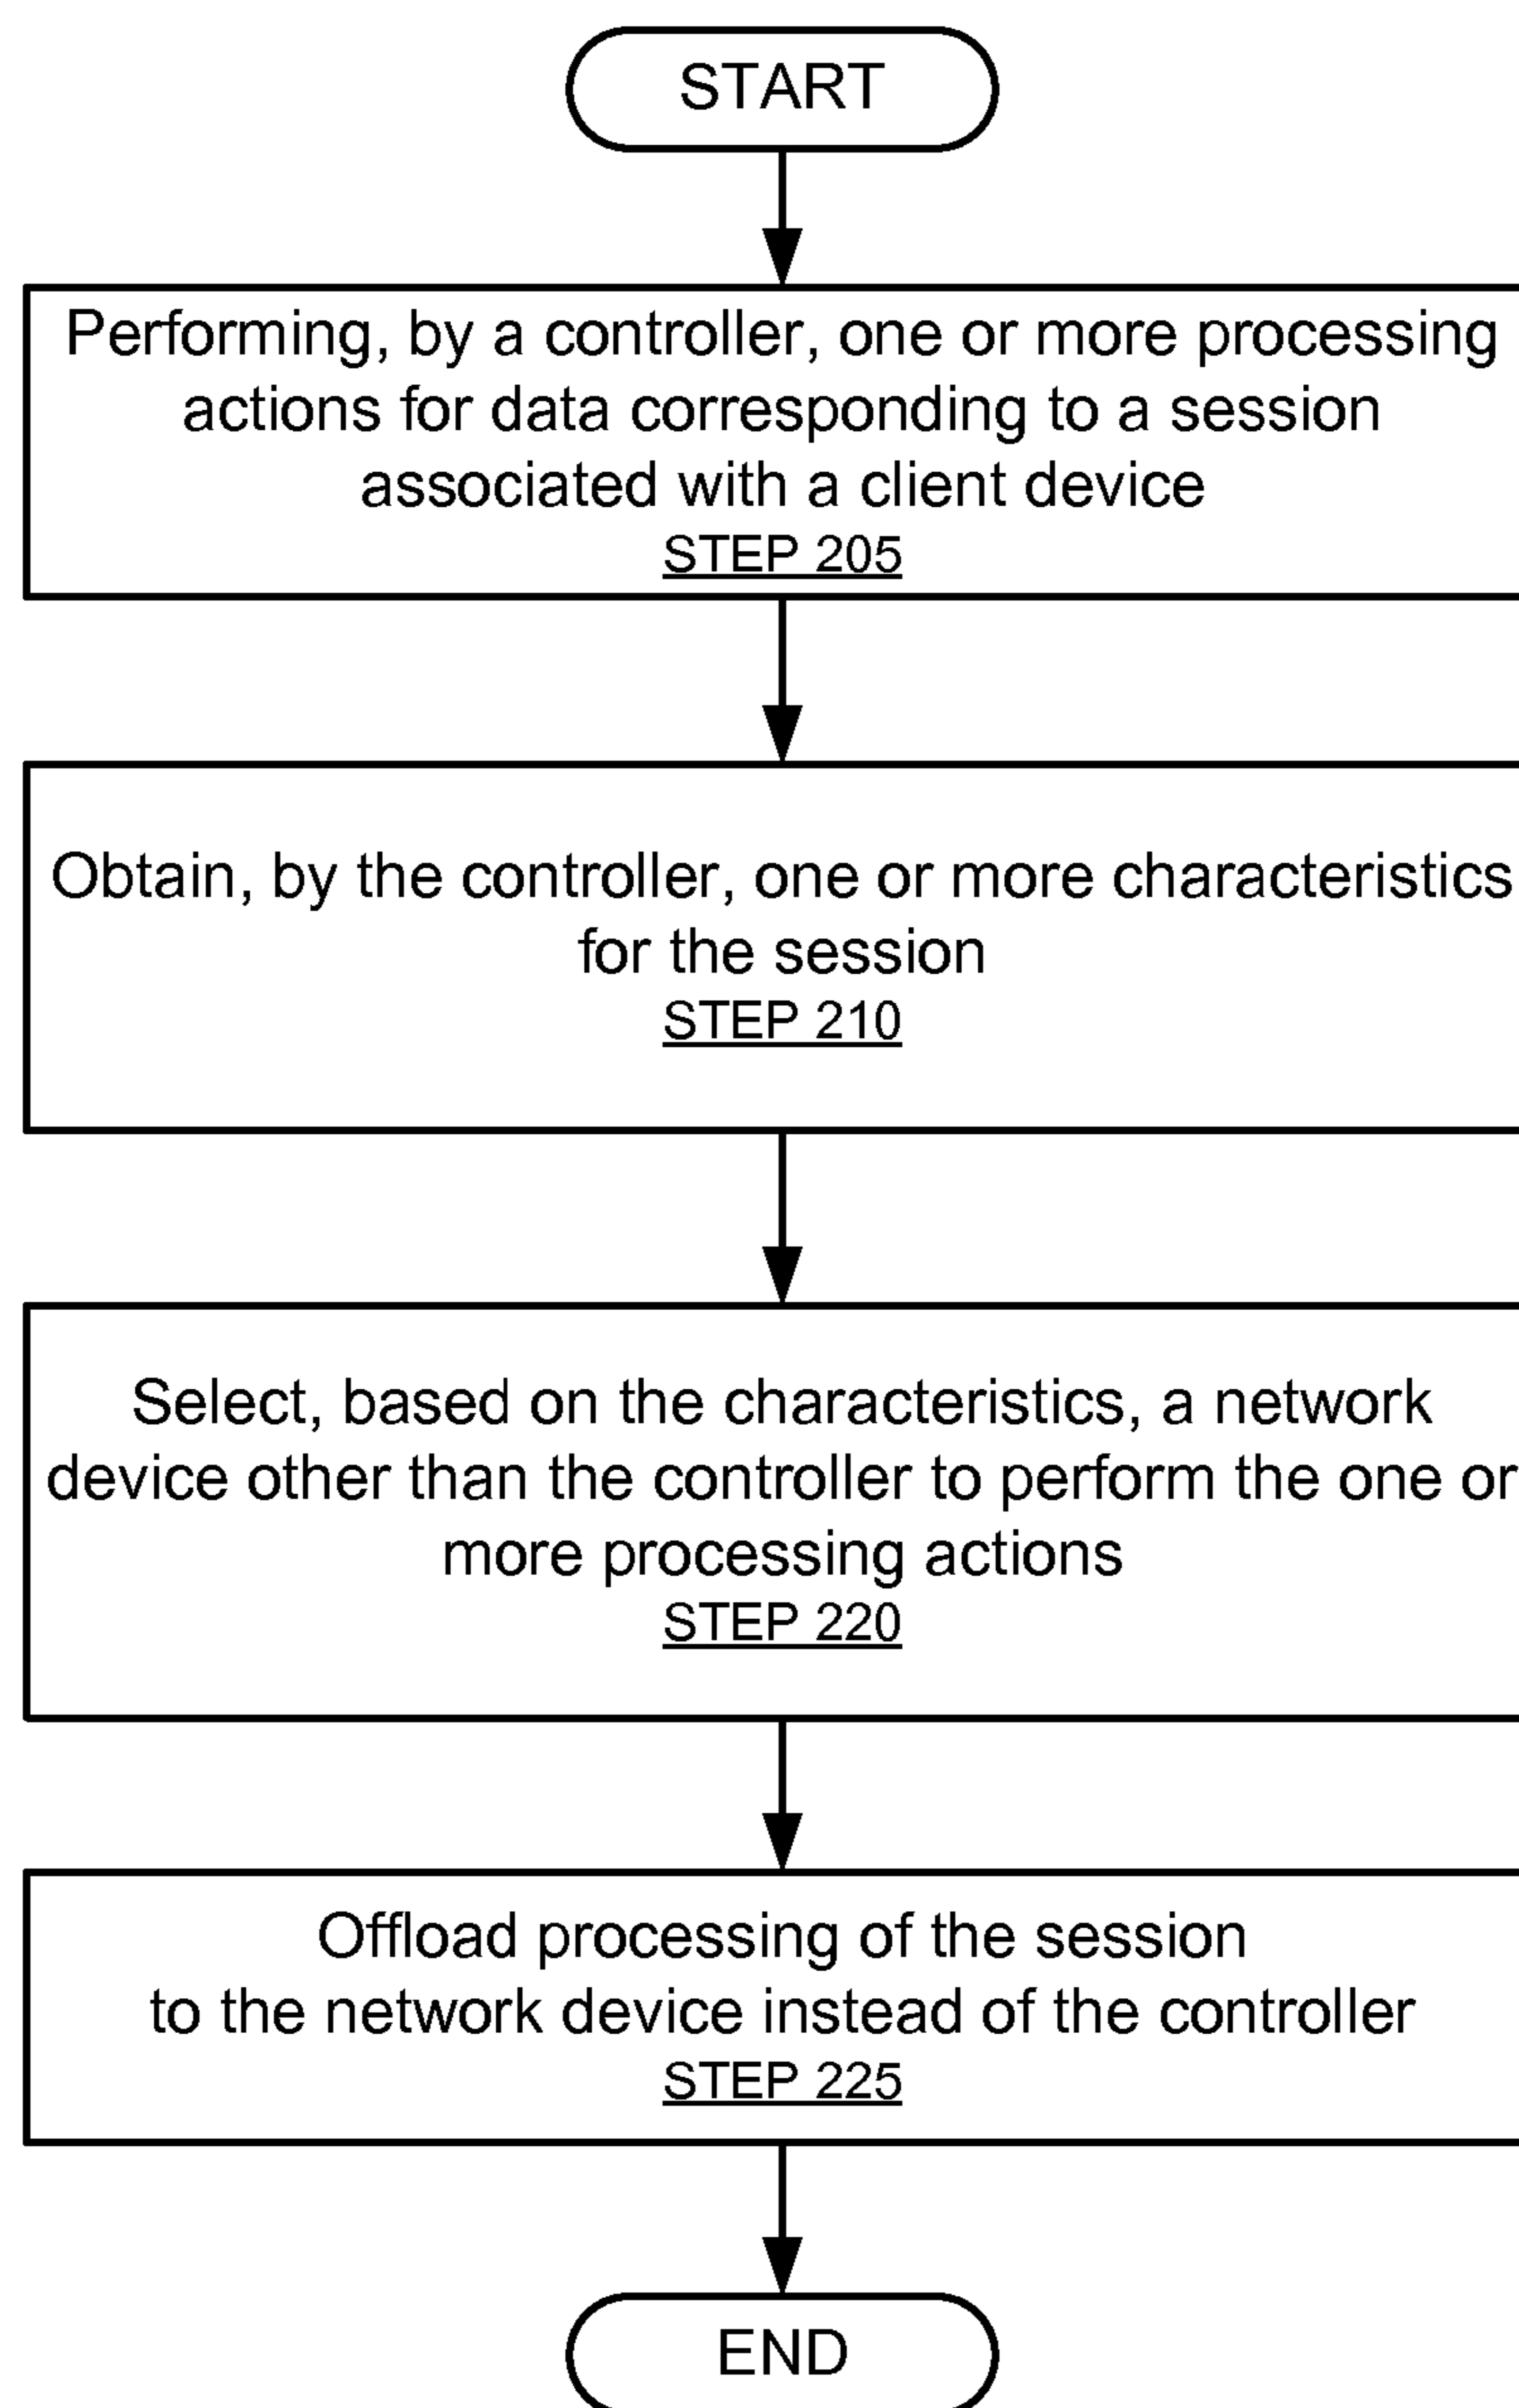 START
Performing, by a controller, one or more processing
actions for data corresponding to a session
associated with a client device
STEP 205
Obtain, by the controller, one or more characteristics
for the session
STEP 210
Select, based on the characteristics, a network
device other than the controller to perform the one or
more processing actions
STEP 220
Offload processing of the session
to the network device instead of the controller
STEP 225
END